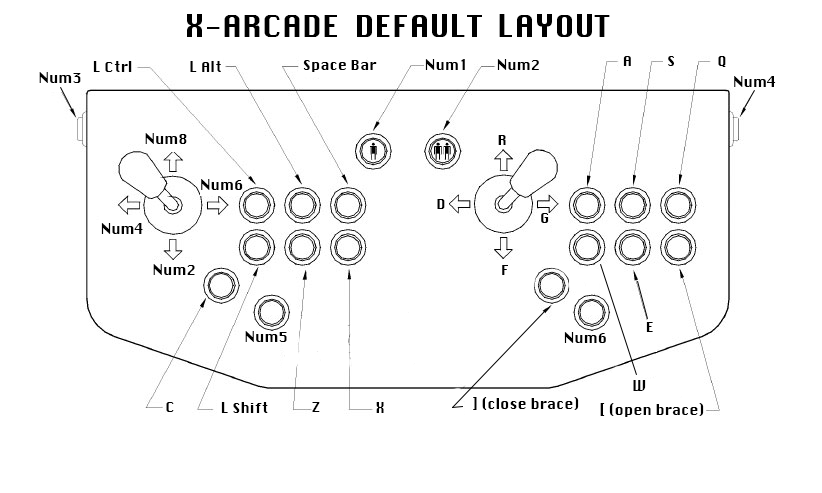 X-ARCADE DEFAULT LAYOUT
L Ctrl
L Alt
Space Bar
Num1
Num2
A
S
Q
Num3
Num4
Num8
R
Num6
D
G
Num4
Num2
F
Num5
Num6
E
W
C
L Shift
Z
X
] (close brace)
[ (open brace)